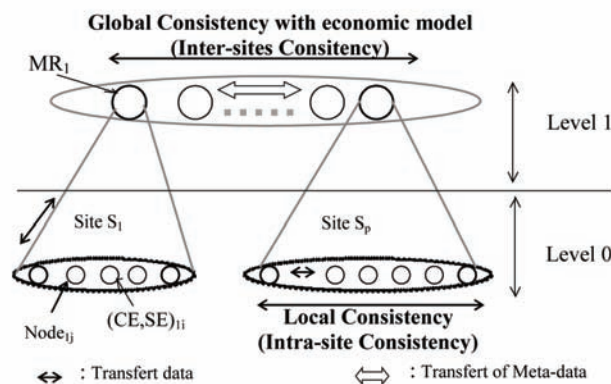 Global Consistency with economic model
(Inter-sites Consitency)
MR1
Level 1
Site S1
Site Sp
Level 0
Node1j
(CE,SE)1i
Local Consistency
(Intra-site Consistency)
: Transfert data
: Transfert of Meta-data